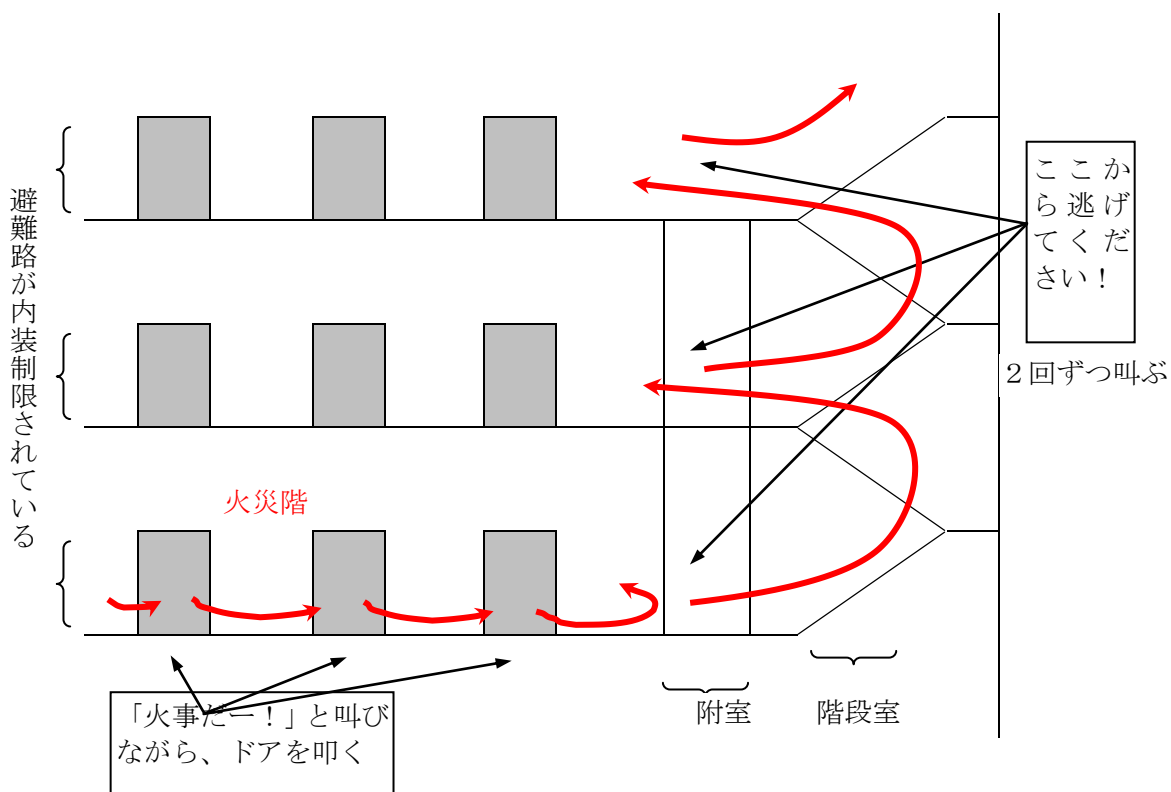 避難路が内装制限されている
ここか
ら逃げ
てくだ
さい！
２回ずつ叫ぶ
火災階
「火事だー！」と叫び
ながら、ドアを叩く
附室
階段室